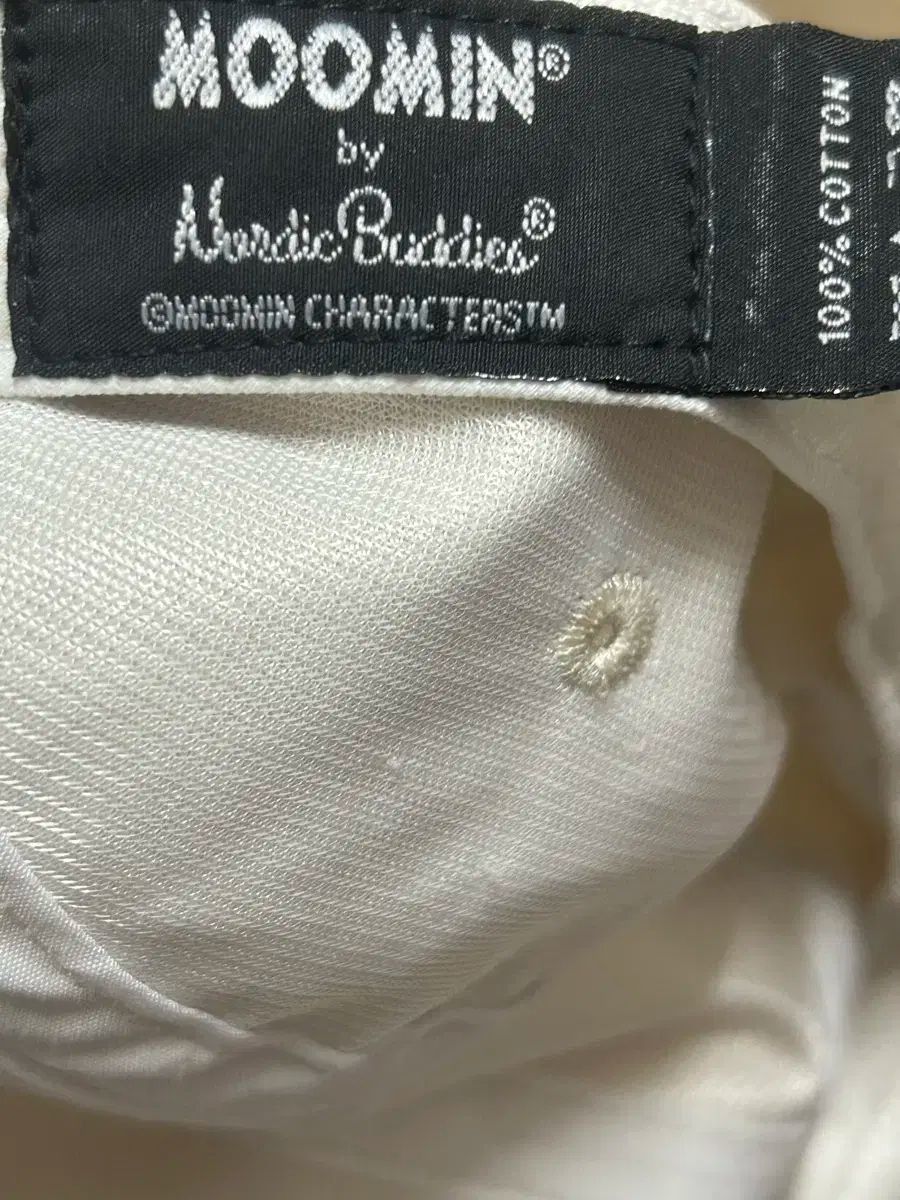 MOOMIN®
by
Nordic Buddies®
©MOOMIN CHARACTERS™
100% COTTON